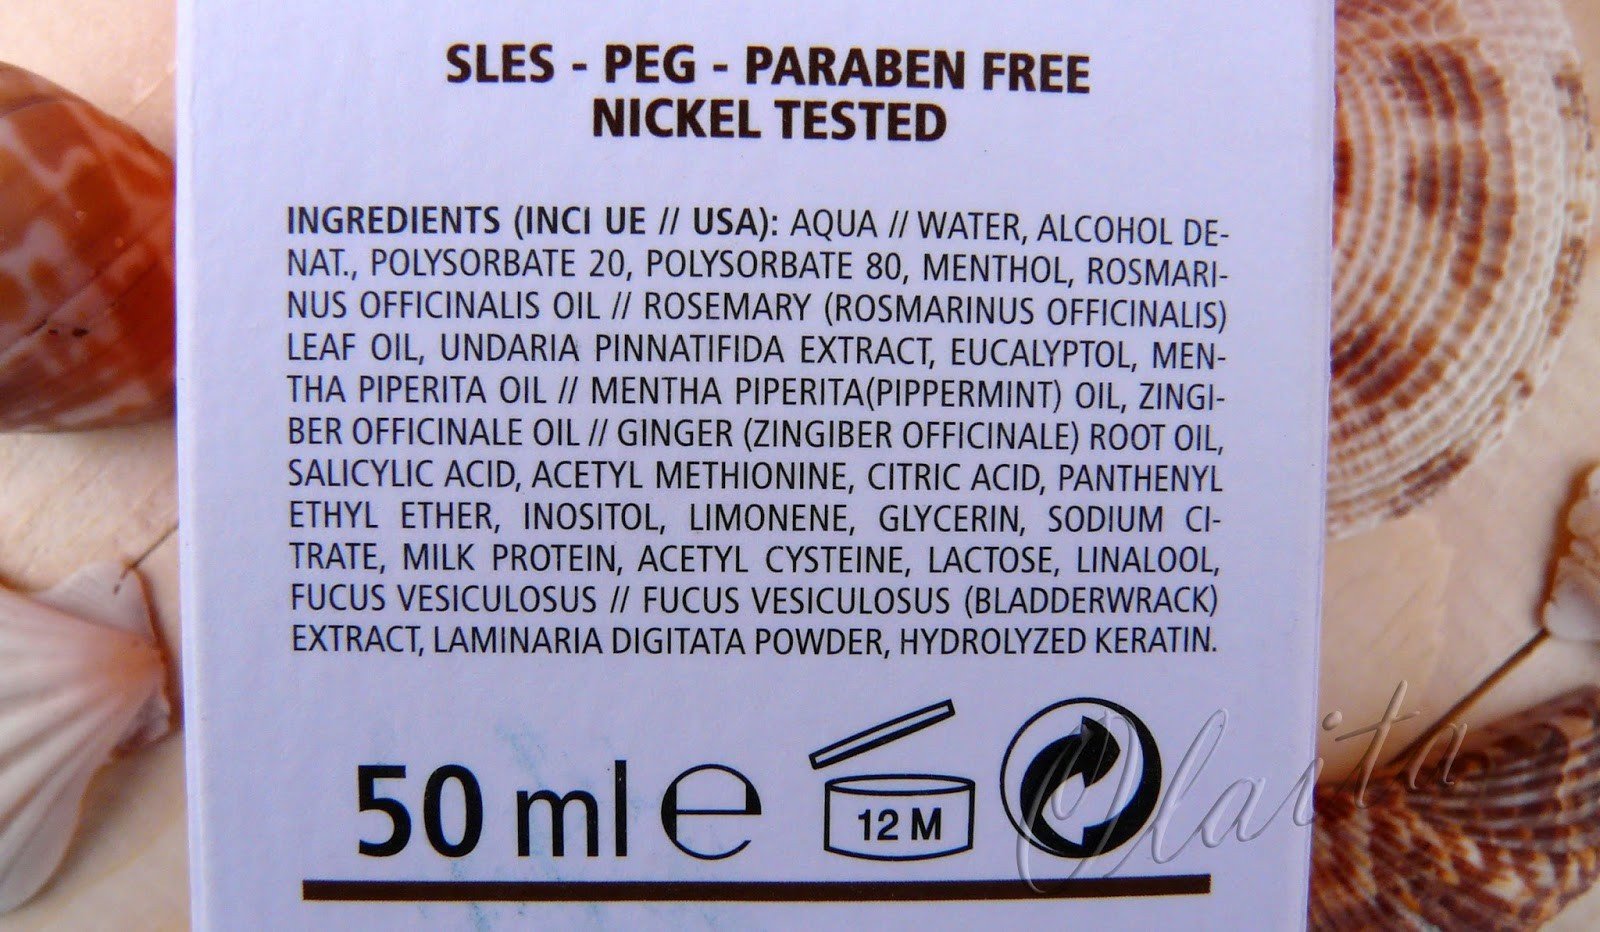 SLES - PEG - PARABEN FREE
NICKEL TESTED
INGREDIENTS (INCI UE // USA): AQUA // WATER, ALCOHOL DE-
NAT., POLYSORBATE 20, POLYSORBATE 80, MENTHOL, ROSMARI-
NUS OFFICINALIS OIL // ROSEMARY (ROSMARINUS OFFICINALIS)
LEAF OIL, UNDARIA PINNATIFIDA EXTRACT, EUCALYPTOL, MEN-
THA PIPERITA OIL // MENTHA PIPERITA(PIPPERMINT) OIL, ZINGI-
BER OFFICINALE OIL // GINGER (ZINGIBER OFFICINALE) ROOT OIL,
SALICYLIC ACID, ACETYL METHIONINE, CITRIC ACID, PANTHENYL
ETHYL ETHER, INOSITOL, LIMONENE, GLYCERIN, SODIUM CI-
TRATE, MILK PROTEIN, ACETYL CYSTEINE, LACTOSE, LINALOOL,
FUCUS VESICULOSUS // FUCUS VESICULOSUS (BLADDERWRACK)
EXTRACT, LAMINARIA DIGITATA POWDER, HYDROLYZED KERATIN.
50 ml e
12 M
Olaita